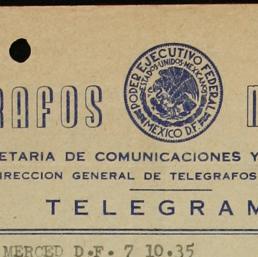 RAFOS
PODER EJECUTIVO FEDERAL
ESTADOS UNIDOS MEXICANOS
MEXICO D.F.
ETARIA DE COMUNICACIONES Y
DIRECCION GENERAL DE TELEGRAFOS
TELEGRAM
MERCED D.F. 7 10.35